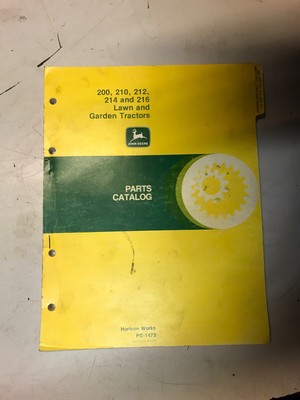 200, 210, 212,
214 and 216
Lawn and
Garden Tractors
JOHN DEERE
PARTS
CATALOG
Horicon Works
PC-1473